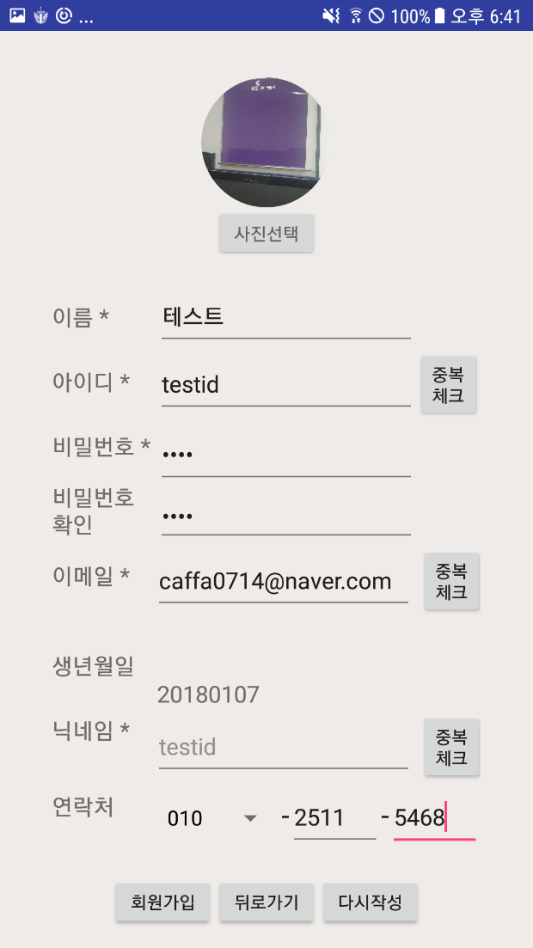 ... 100% 오후 6:41
사진선택
이름 * 테스트
아이디 * testid 중복
체크
비밀번호 * ••••
비밀번호
확인 ••••
이메일 * caffa0714@naver.com 중복
체크
생년월일
20180107
닉네임 * testid 중복
체크
연락처 010 - 2511 - 5468
회원가입 뒤로가기 다시작성